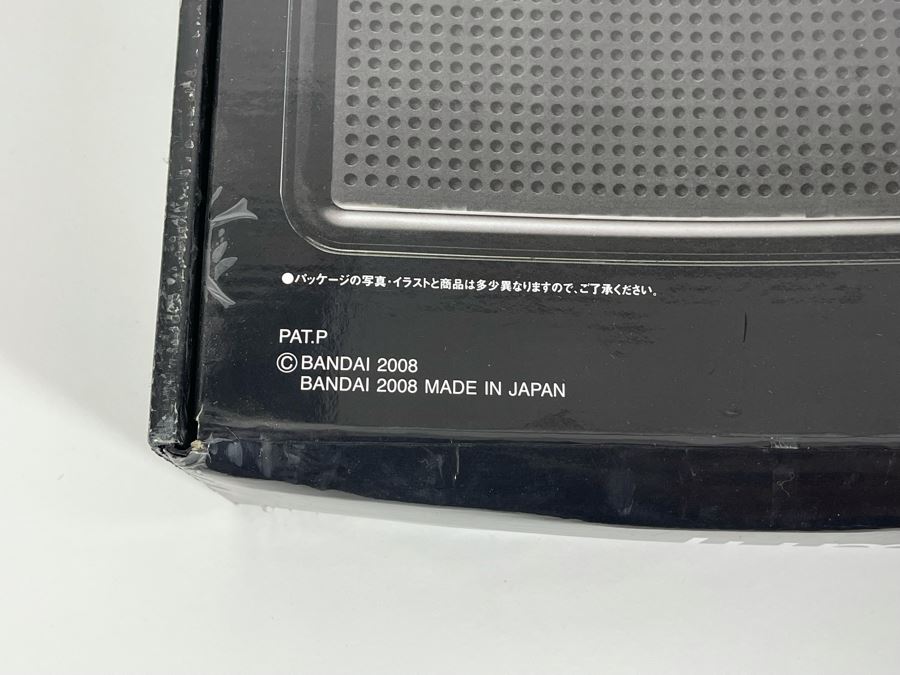 ●パッケージの写真・イラストと商品は多少異なりますので、ご了承ください。
PAT.P
©BANDAI 2008
BANDAI 2008 MADE IN JAPAN